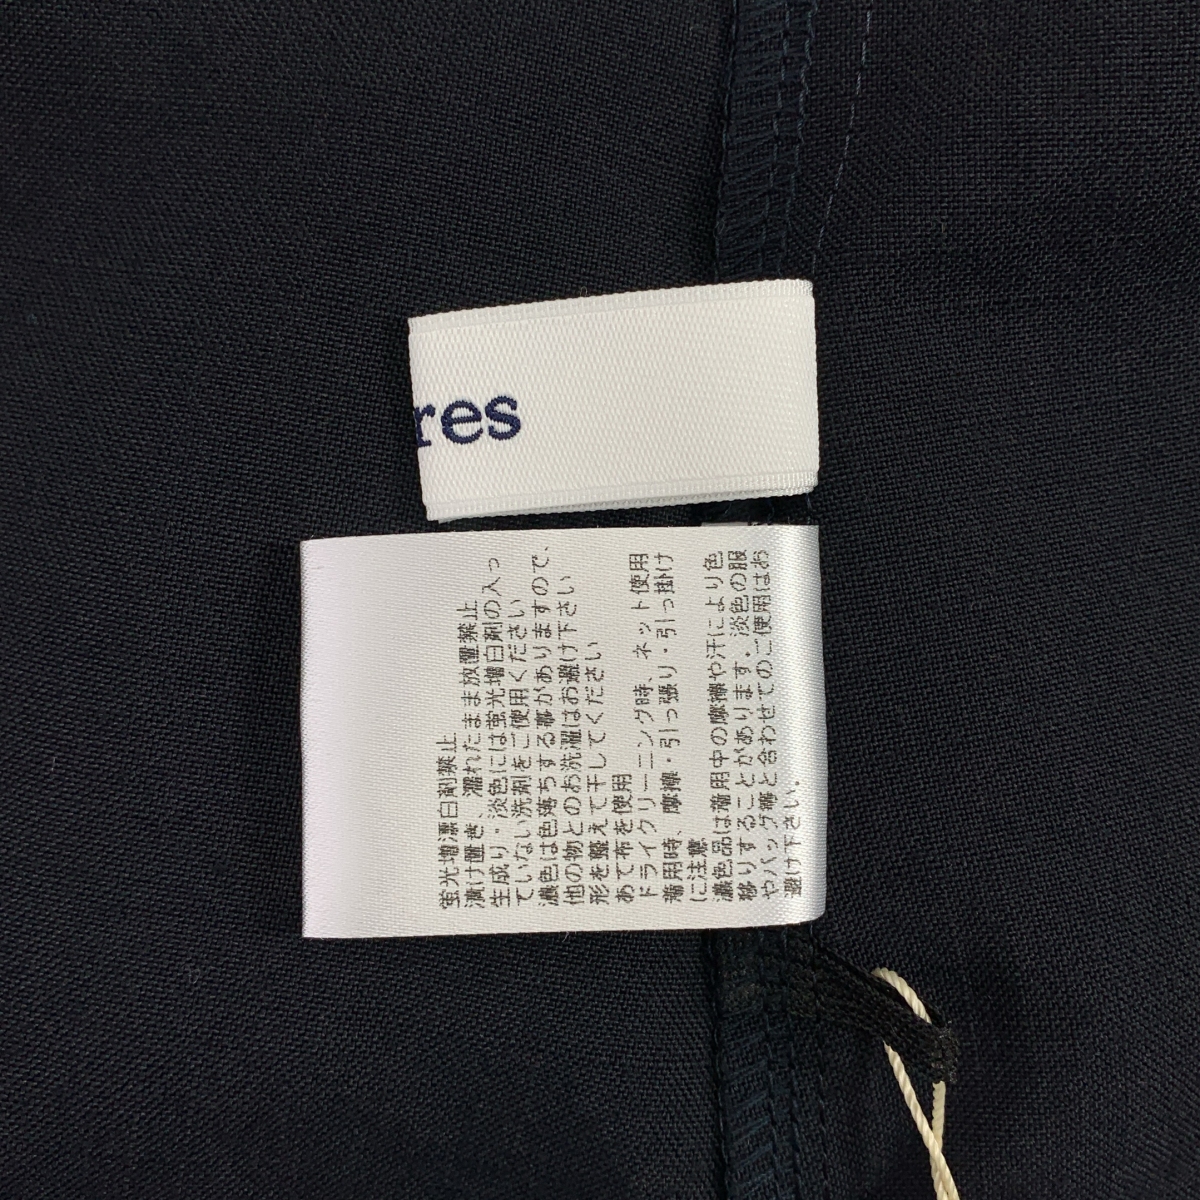 res
蛍光増漂白剤禁止
漬け置き、濡れたまま放置禁止
生成り・淡色には蛍光増白剤の入っ
ていない洗剤をご使用ください
濃色は色落ちする事がありますので、
他の物とのお洗濯はお避け下さい
形を整えて干してください
あて布を使用
ドライクリーニング時、ネット使用
着用時、摩擦・引っ張り・引っ掛け
に注意
濃色品は着用中の摩擦や汗により色
移りすることがあります。淡色の服
やバッグ等と合わせてのご使用はお
避け下さい。